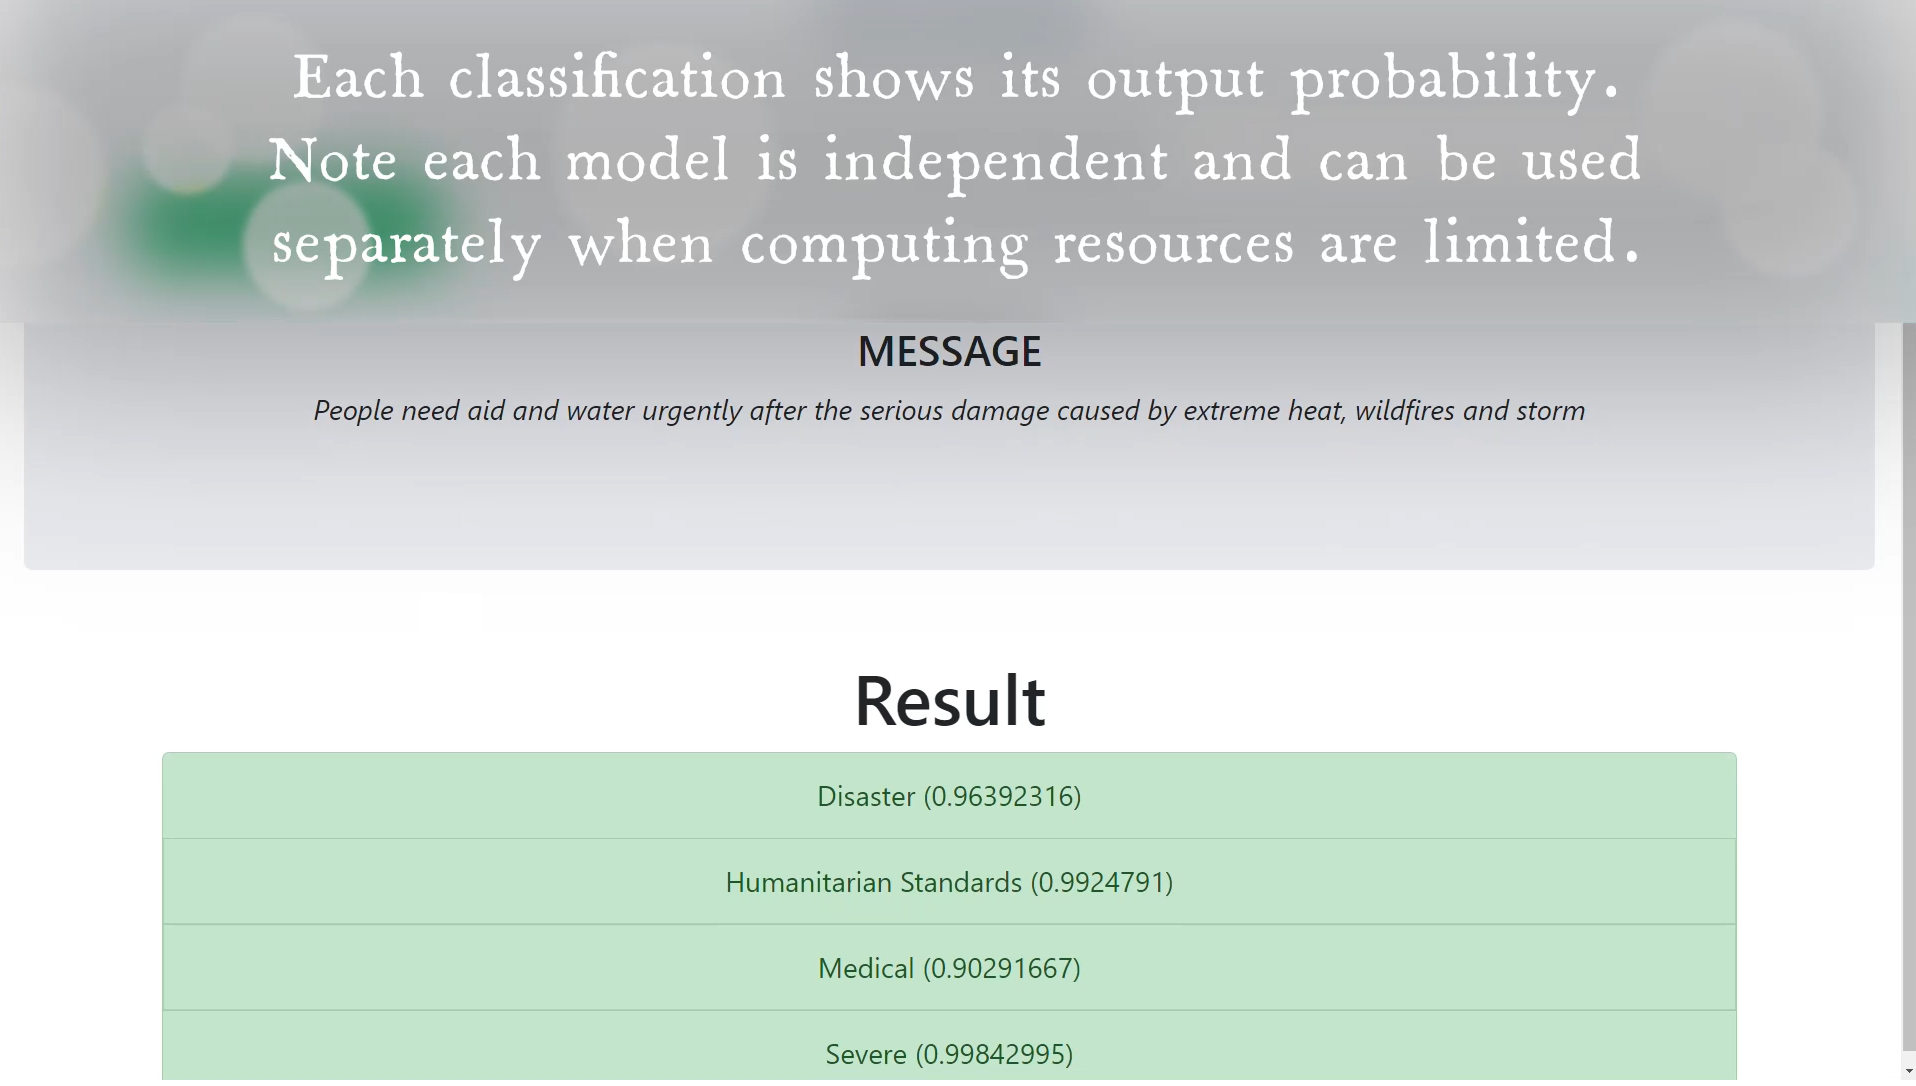 Each classification shows its output probability.
Note each model is independent and can be used
separately when computing resources are limited.
MESSAGE
People need aid and water urgently after the serious damage caused by extreme heat, wildfires and storm
Result
Disaster (0.96392316)
Humanitarian Standards (0.9924791)
Medical (0.90291667)
Severe (0.99842995)